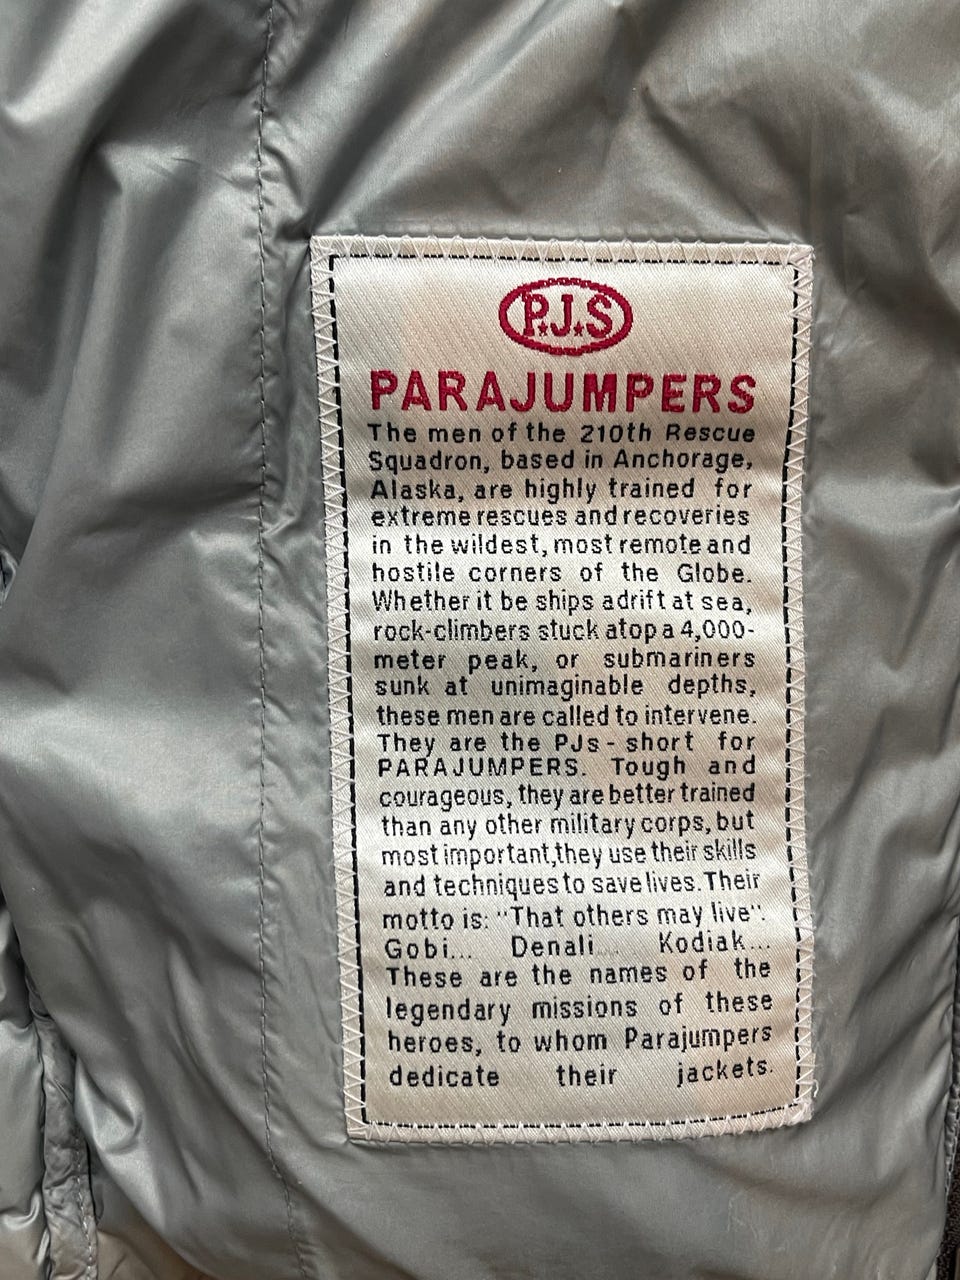 P.J.S
PARAJUMPERS
The men of the 210th Rescue
Squadron, based in Anchorage,
Alaska, are highly trained for
extreme rescues and recoveries
in the wildest, most remote and
hostile corners of the Globe.
Whether it be ships adrift at sea,
rock-climbers stuck atop a 4,000-
meter peak, or submariners
sunk at unimaginable depths,
these men are called to intervene.
They are the PJs - short for
PARAJUMPERS. Tough and
courageous, they are better trained
than any other military corps, but
most important,they use their skills
and techniques to save lives. Their
motto is: "That others may live".
Gobi... Denali... Kodiak...
These are the names of the
legendary missions of these
heroes, to whom Parajumpers
dedicate their jackets.